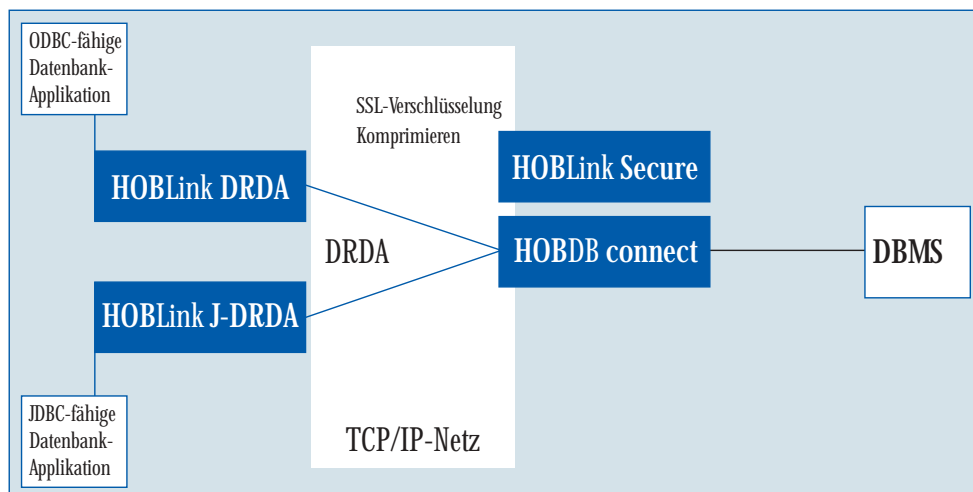 ODBC-fähige
Datenbank-
Applikation
SSL-Verschlüsselung
Komprimieren
HOBLink DRDA
HOBLink Secure
DRDA
HOBDB connect
DBMS
HOBLink J-DRDA
JDBC-fähige
Datenbank-
Applikation
TCP/IP-Netz